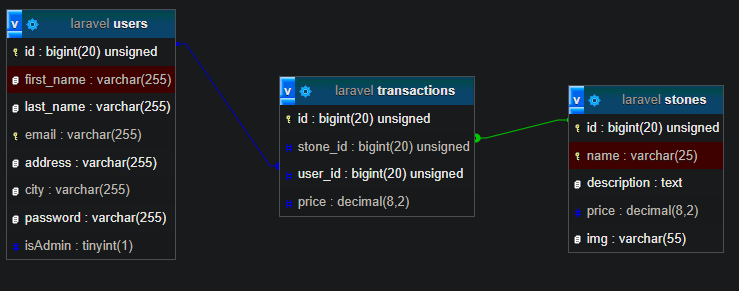 v laravel users
id : bigint(20) unsigned
first_name : varchar(255)
last_name : varchar(255)
email : varchar(255)
address : varchar(255)
city : varchar(255)
password : varchar(255)
isAdmin : tinyint(1)
v laravel transactions
id : bigint(20) unsigned
stone_id : bigint(20) unsigned
user_id : bigint(20) unsigned
price : decimal(8,2)
v laravel stones
id : bigint(20) unsigned
name : varchar(25)
description : text
price : decimal(8,2)
img : varchar(55)